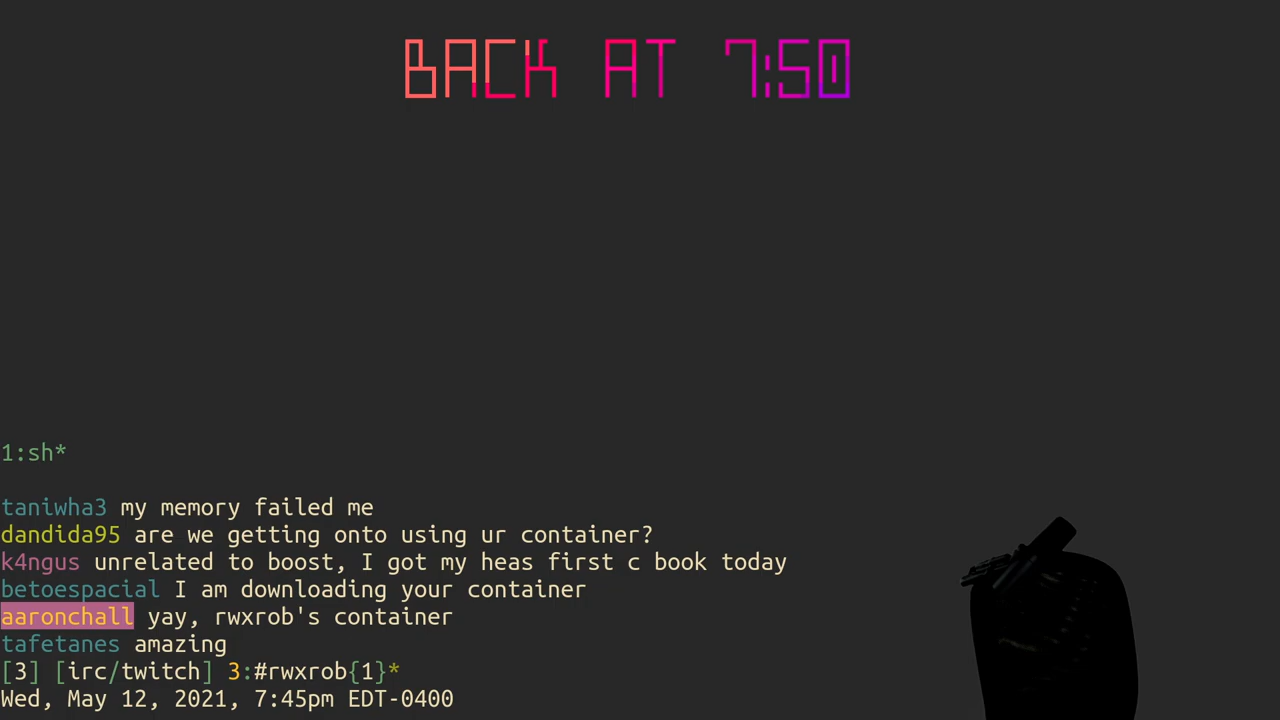 BACK AT 7:50
1:sh*
taniwha3 my memory failed me
dandida95 are we getting onto using ur container?
k4ngus unrelated to boost, I got my heas first c book today
betoespacial I am downloading your container
aaronchall yay, rwxrob's container
tafetanes amazing
[3] [irc/twitch] 3:#rwxrob{1}*
Wed, May 12, 2021, 7:45pm EDT-0400